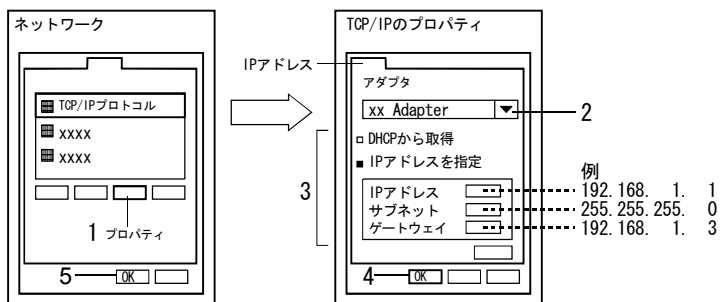 ネットワーク
TCP/IPプロトコル
xxxx
xxxx
1 プロパティ
5 OK
TCP/IPのプロパティ
IPアドレス
アダプタ
xx Adapter
2
3
DHCPから取得
IPアドレスを指定
例
IPアドレス 192.168. 1. 1
サブネット 255.255.255. 0
ゲートウェイ 192.168. 1. 3
4 OK